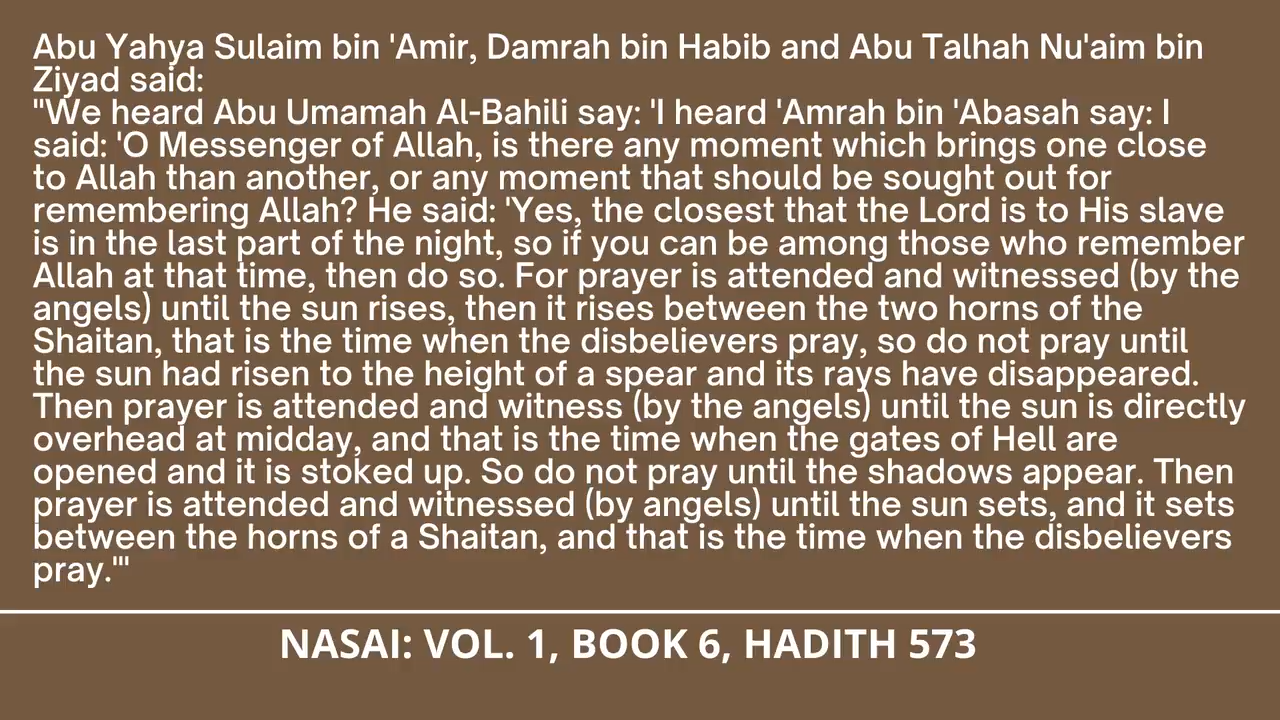 Abu Yahya Sulaim bin 'Amir, Damrah bin Habib and Abu Talhah Nu'aim bin
Ziyad said:
"We heard Abu Umamah Al-Bahili say: 'I heard 'Amrah bin 'Abasah say: I
said: 'O Messenger of Allah, is there any moment which brings one close
to Allah than another, or any moment that should be sought out for
remembering Allah? He said: 'Yes, the closest that the Lord is to His slave
is in the last part of the night, so if you can be among those who remember
Allah at that time, then do so. For prayer is attended and witnessed (by the
angels) until the sun rises, then it rises between the two horns of the
Shaitan, that is the time when the disbelievers pray, so do not pray until
the sun had risen to the height of a spear and its rays have disappeared.
Then prayer is attended and witness (by the angels) until the sun is directly
overhead at midday, and that is the time when the gates of Hell are
opened and it is stoked up. So do not pray until the shadows appear. Then
prayer is attended and witnessed (by angels) until the sun sets, and it sets
between the horns of a Shaitan, and that is the time when the disbelievers
pray.'"
NASAI: VOL. 1, BOOK 6, HADITH 573